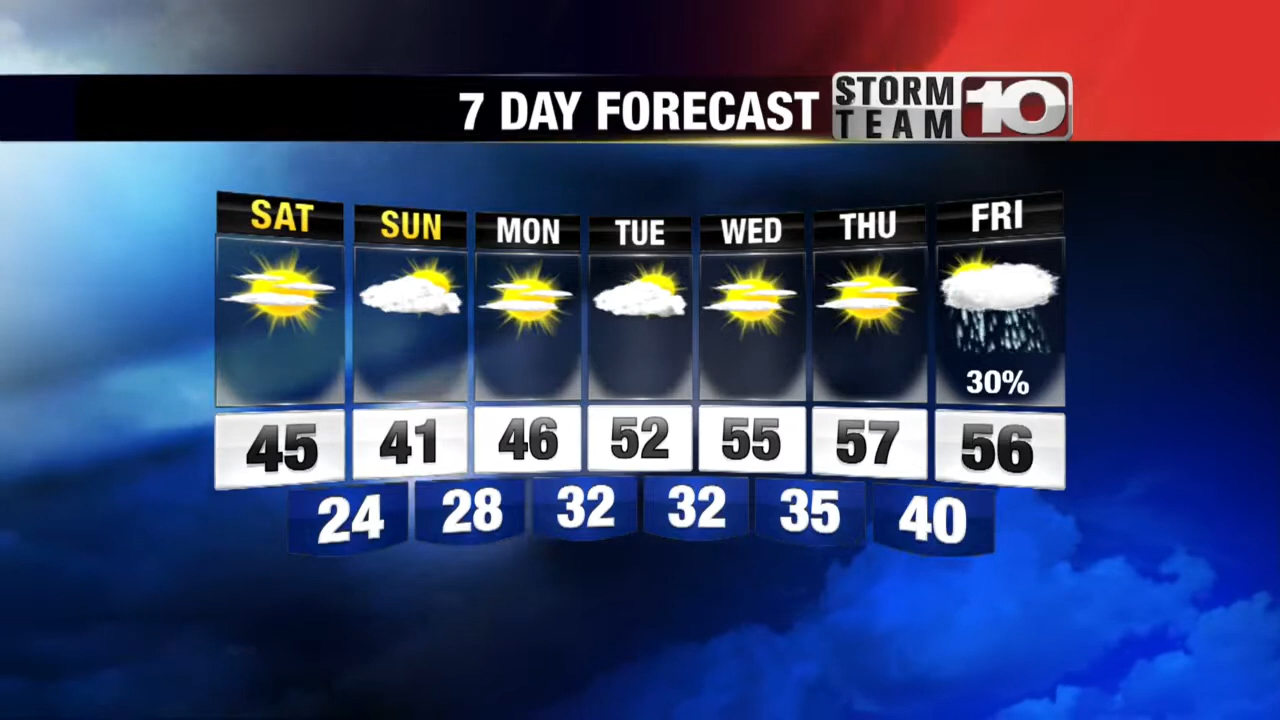 7 DAY FORECAST
STORM TEAM 10
SAT SUN MON TUE WED THU FRI
30%
45 41 46 52 55 57 56
24 28 32 32 35 40